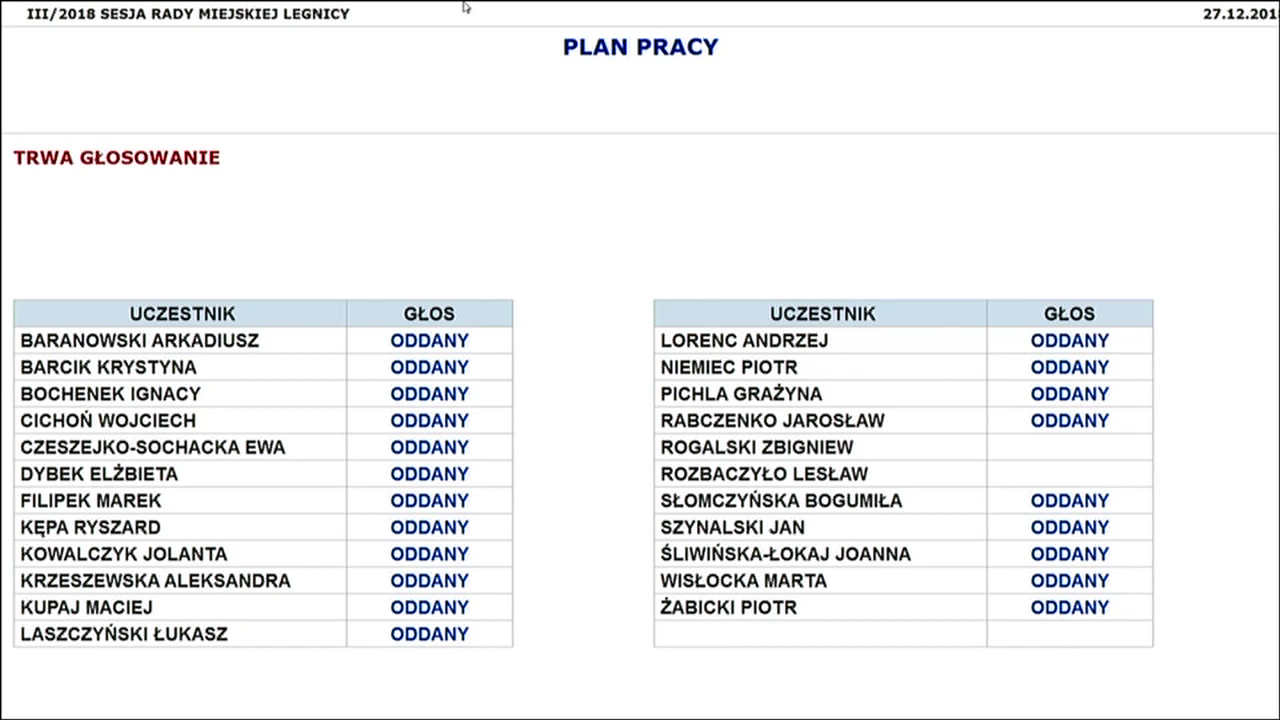 III/2018 SESJA RADY MIEJSKIEJ LEGNICY
27.12.201
PLAN PRACY
TRWA GŁOSOWANIE
UCZESTNIK GŁOS
BARANOWSKI ARKADIUSZ ODDANY
BARCIK KRYSTYNA ODDANY
BOCHENEK IGNACY ODDANY
CICHOŃ WOJCIECH ODDANY
CZESZEJKO-SOCHACKA EWA ODDANY
DYBEK ELŻBIETA ODDANY
FILIPEK MAREK ODDANY
KĘPA RYSZARD ODDANY
KOWALCZYK JOLANTA ODDANY
KRZESZEWSKA ALEKSANDRA ODDANY
KUPAJ MACIEJ ODDANY
LASZCZYŃSKI ŁUKASZ ODDANY
UCZESTNIK GŁOS
LORENC ANDRZEJ ODDANY
NIEMIEC PIOTR ODDANY
PICHLA GRAŻYNA ODDANY
RABCZENKO JAROSŁAW ODDANY
ROGALSKI ZBIGNIEW
ROZBACZYŁO LESŁAW
SŁOMCZYŃSKA BOGUMIŁA ODDANY
SZYNALSKI JAN ODDANY
ŚLIWIŃSKA-ŁOKAJ JOANNA ODDANY
WISŁOCKA MARTA ODDANY
ŻABICKI PIOTR ODDANY